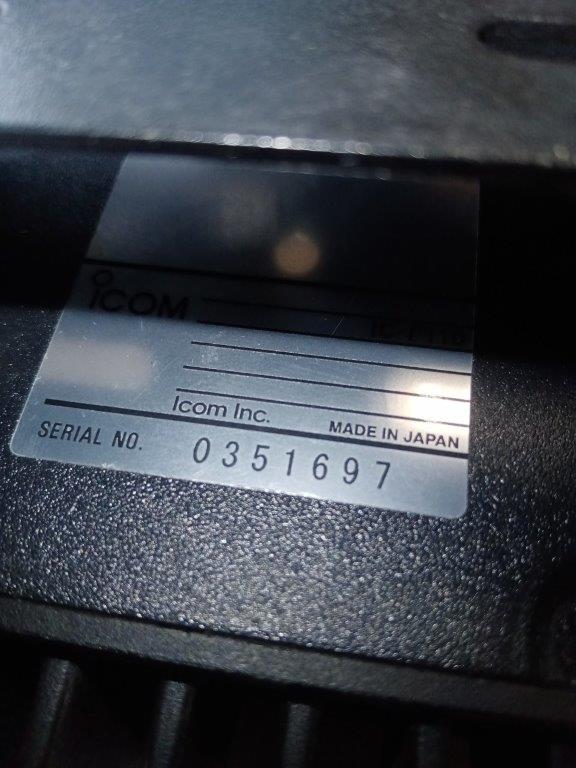 iCOM
Icom Inc.
MADE IN JAPAN
SERIAL NO. 0351697